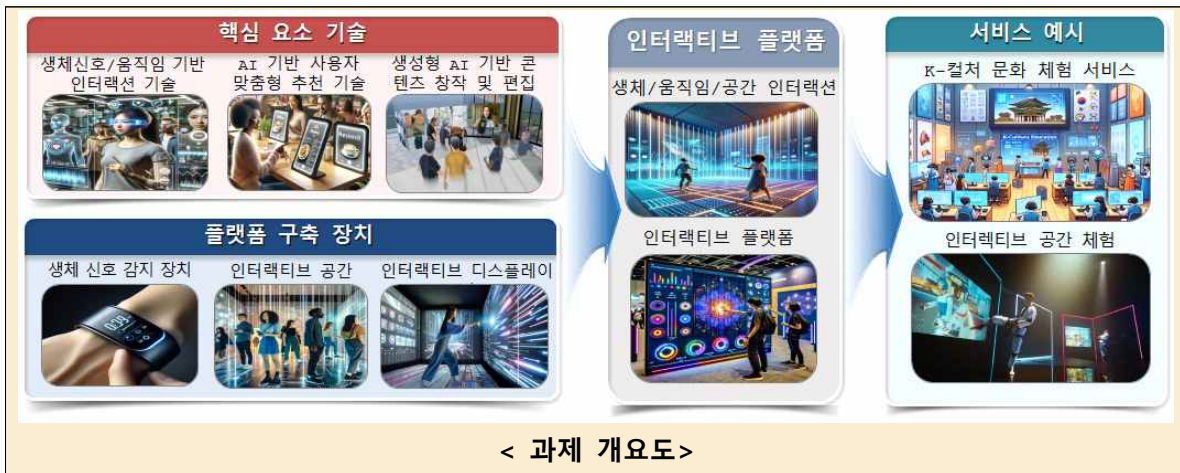 핵심 요소 기술
생체신호/움직임 기반
인터랙션 기술
AI 기반 사용자
맞춤형 추천 기술
생성형 AI 기반 콘
텐츠 창작 및 편집
플랫폼 구축 장치
생체 신호 감지 장치
인터랙티브 공간
인터랙티브 디스플레이
인터랙티브 플랫폼
생체/움직임/공간 인터랙션
인터랙티브 플랫폼
서비스 예시
K-컬처 문화 체험 서비스
인터렉티브 공간 체험
< 과제 개요도>